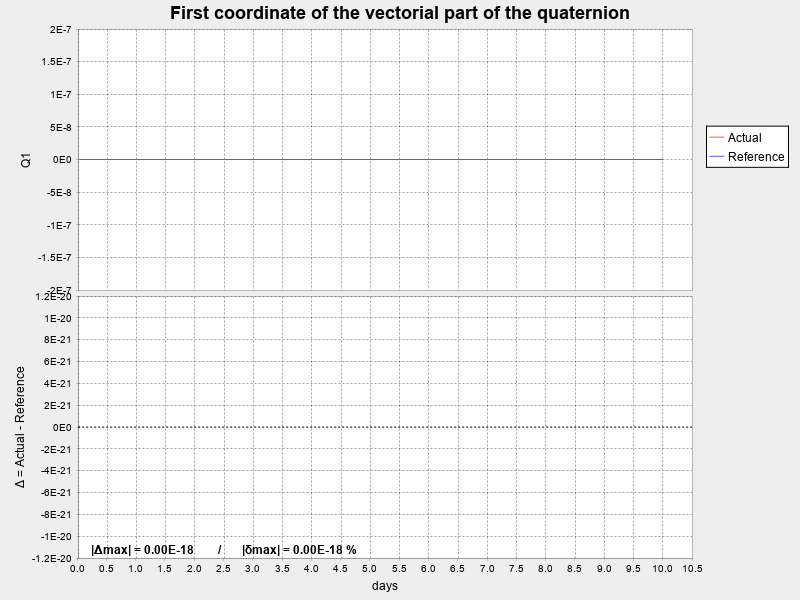 First coordinate of the vectorial part of the quaternion
2E-7
1.5E-7
1E-7
5E-8
0E0
-5E-8
-1E-7
-1.5E-7
-2E-7
Q1
Actual
Reference
1.2E-20
1E-20
8E-21
6E-21
4E-21
2E-21
0E0
-2E-21
-4E-21
-6E-21
-8E-21
-1E-20
-1.2E-20
Δ = Actual - Reference
|Δmax| = 0.00E-18 / |δmax| = 0.00E-18 %
0.0 0.5 1.0 1.5 2.0 2.5 3.0 3.5 4.0 4.5 5.0 5.5 6.0 6.5 7.0 7.5 8.0 8.5 9.0 9.5 10.0 10.5
days